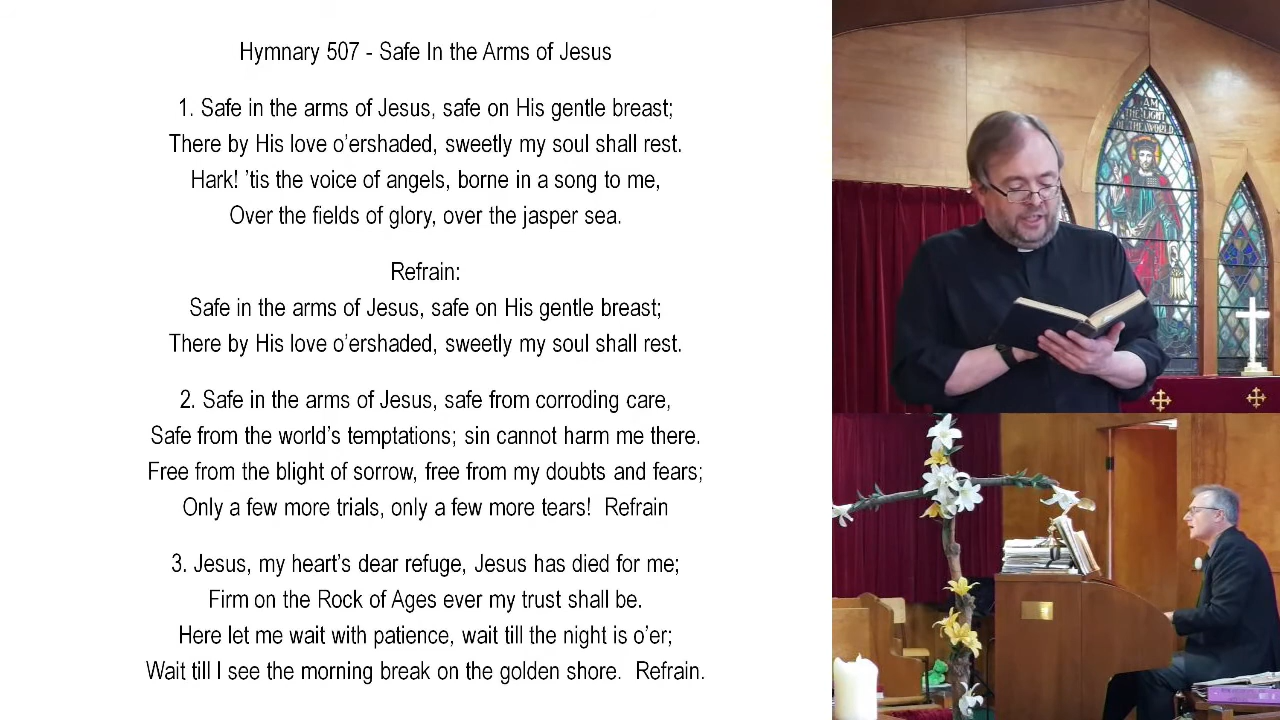 Hymnary 507 - Safe In the Arms of Jesus
1. Safe in the arms of Jesus, safe on His gentle breast;
There by His love o’ershaded, sweetly my soul shall rest.
Hark! ’tis the voice of angels, borne in a song to me,
Over the fields of glory, over the jasper sea.
Refrain:
Safe in the arms of Jesus, safe on His gentle breast;
There by His love o’ershaded, sweetly my soul shall rest.
2. Safe in the arms of Jesus, safe from corroding care,
Safe from the world’s temptations; sin cannot harm me there.
Free from the blight of sorrow, free from my doubts and fears;
Only a few more trials, only a few more tears!  Refrain
3. Jesus, my heart’s dear refuge, Jesus has died for me;
Firm on the Rock of Ages ever my trust shall be.
Here let me wait with patience, wait till the night is o’er;
Wait till I see the morning break on the golden shore.  Refrain.
I AM
THE LIGHT
OF THE WORLD